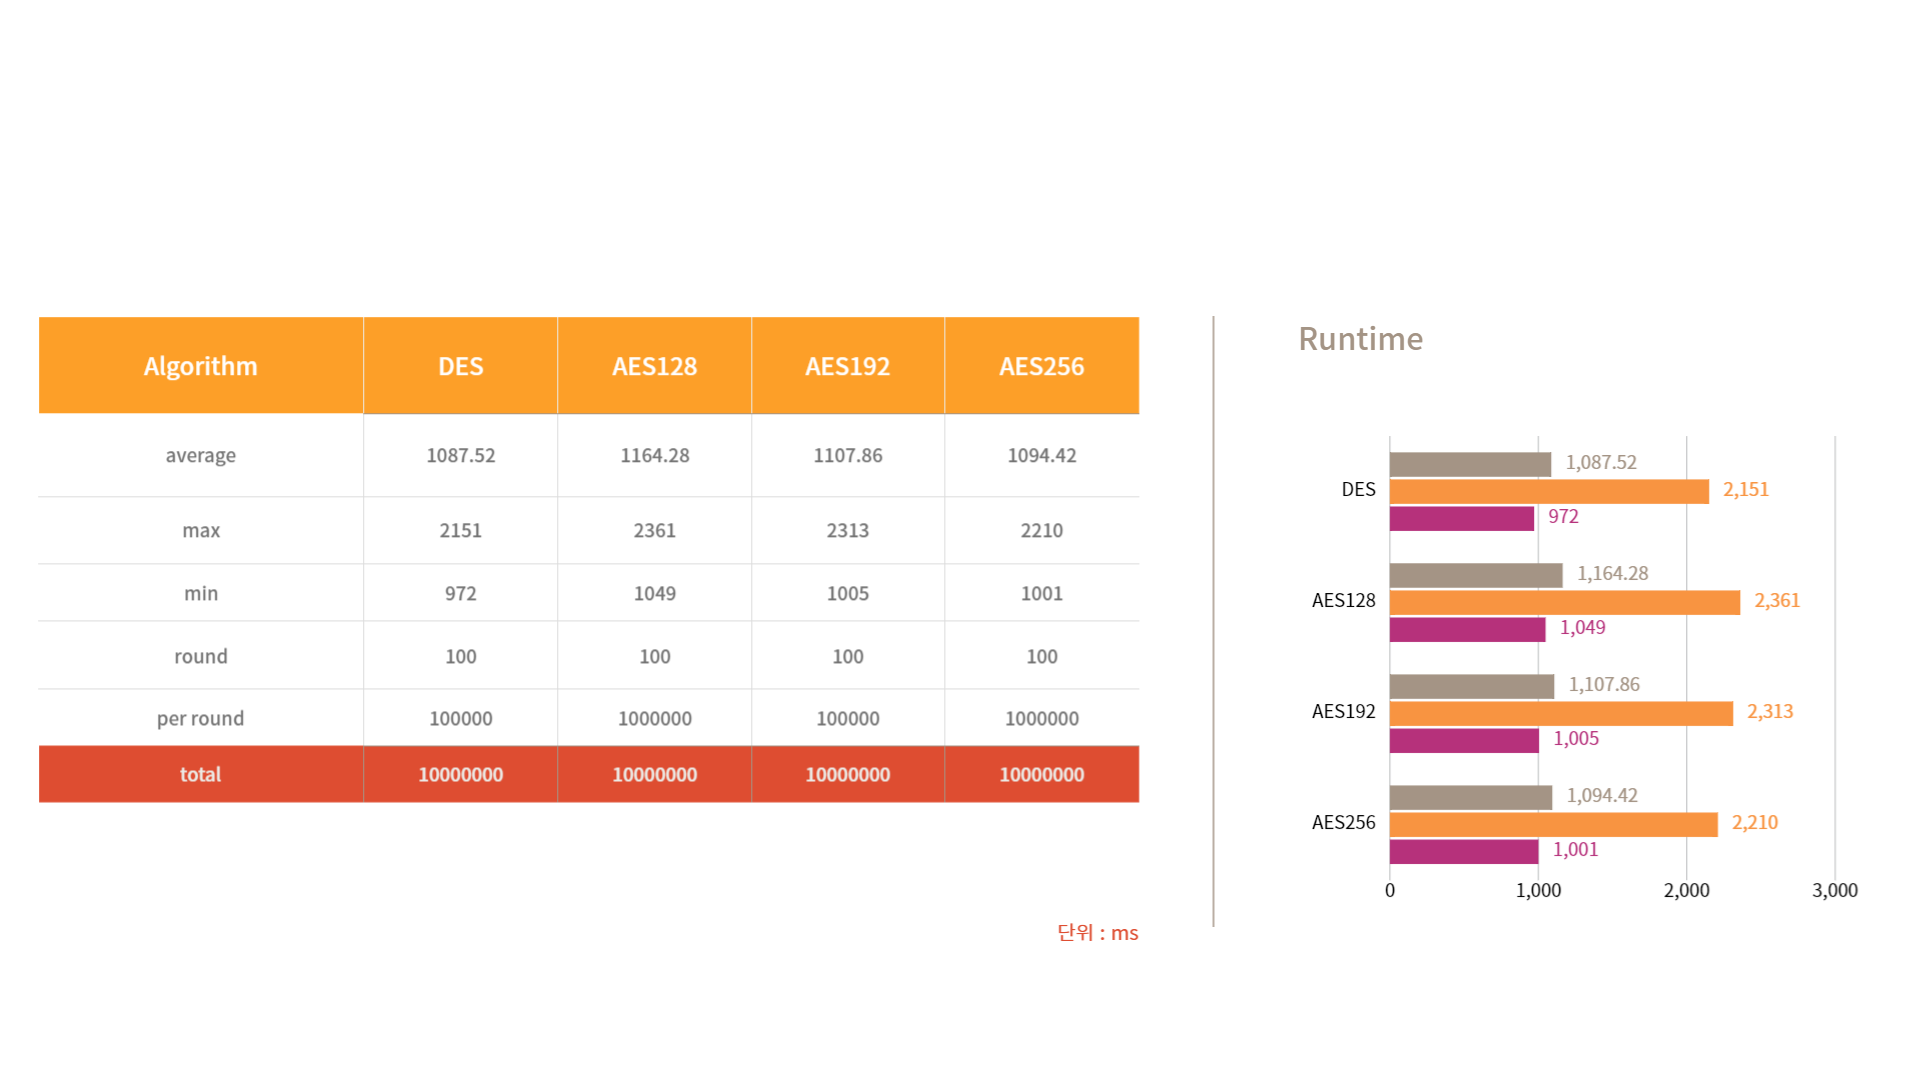 Algorithm DES AES128 AES192 AES256
average 1087.52 1164.28 1107.86 1094.42
max 2151 2361 2313 2210
min 972 1049 1005 1001
round 100 100 100 100
per round 100000 1000000 100000 1000000
total 10000000 10000000 10000000 10000000
단위 : ms
Runtime
1,087.52
DES 2,151
972
1,164.28
AES128 2,361
1,049
1,107.86
AES192 2,313
1,005
1,094.42
AES256 2,210
1,001
0 1,000 2,000 3,000